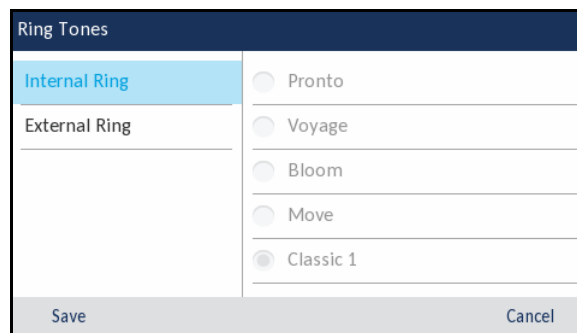 Ring Tones
Internal Ring
External Ring
Pronto
Voyage
Bloom
Move
Classic 1
Save
Cancel